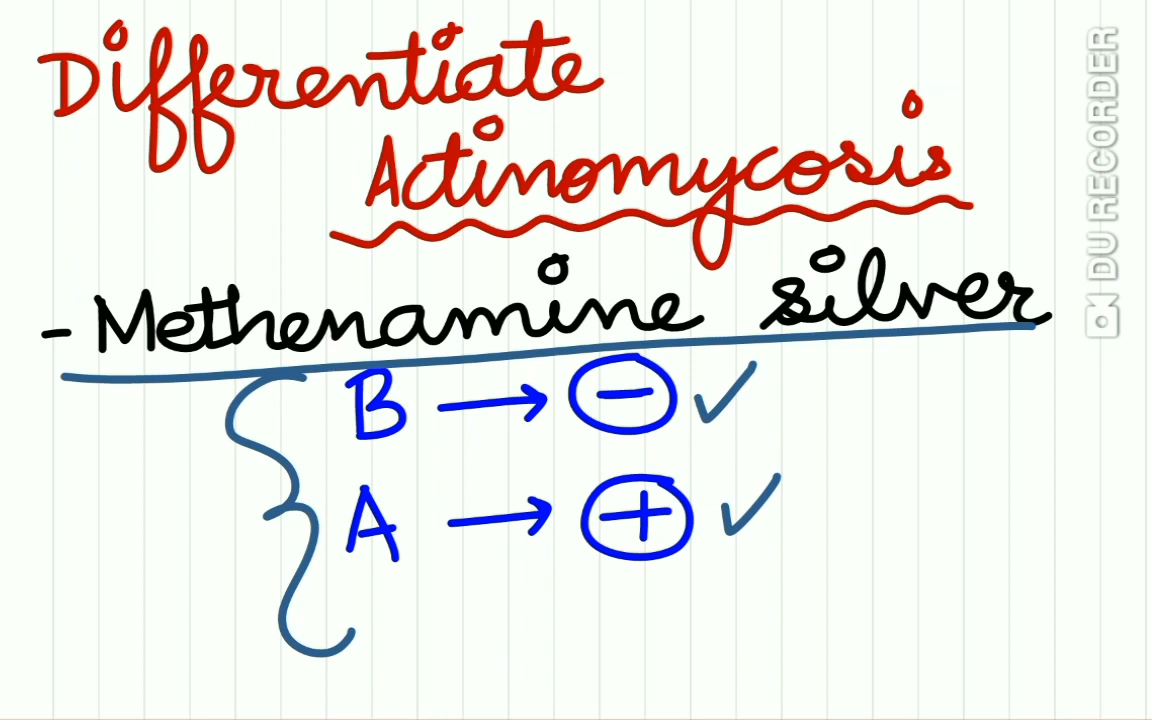 Differentiate
Actinomycosis
- Methenamine silver
B → ⊖ ✓
A → ⊕ ✓
DU RECORDER